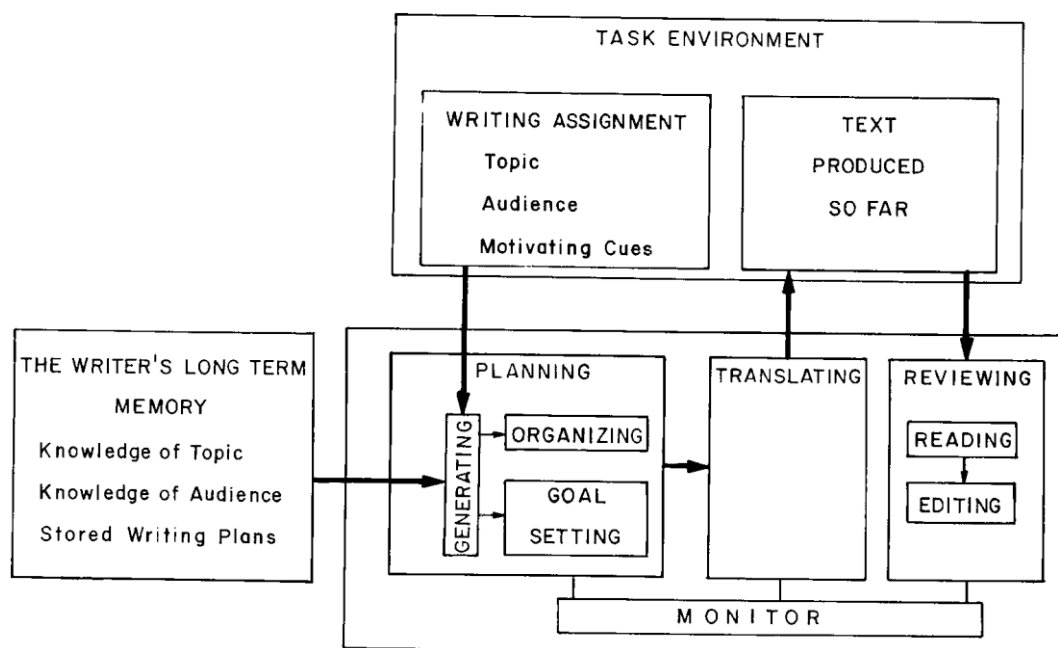 TASK ENVIRONMENT
WRITING ASSIGNMENT
Topic
Audience
Motivating Cues
TEXT
PRODUCED
SO FAR
THE WRITER'S LONG TERM
MEMORY
Knowledge of Topic
Knowledge of Audience
Stored Writing Plans
PLANNING
GENERATING
ORGANIZING
GOAL
SETTING
TRANSLATING
REVIEWING
READING
EDITING
MONITOR